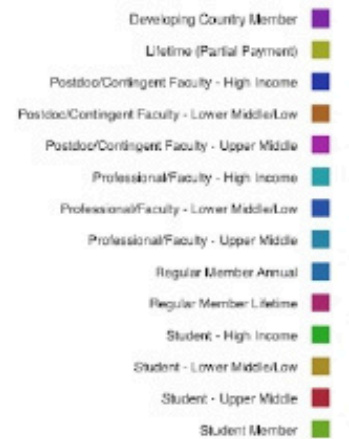 Developing Country Member
Lifetime (Partial Payment)
Postdoc/Contingent Faculty - High Income
Postdoc/Contingent Faculty - Lower Middle/Low
Postdoc/Contingent Faculty - Upper Middle
Professional/Faculty - High Income
Professional/Faculty - Lower Middle/Low
Professional/Faculty - Upper Middle
Regular Member Annual
Regular Member Lifetime
Student - High Income
Student - Lower Middle/Low
Student - Upper Middle
Student Member